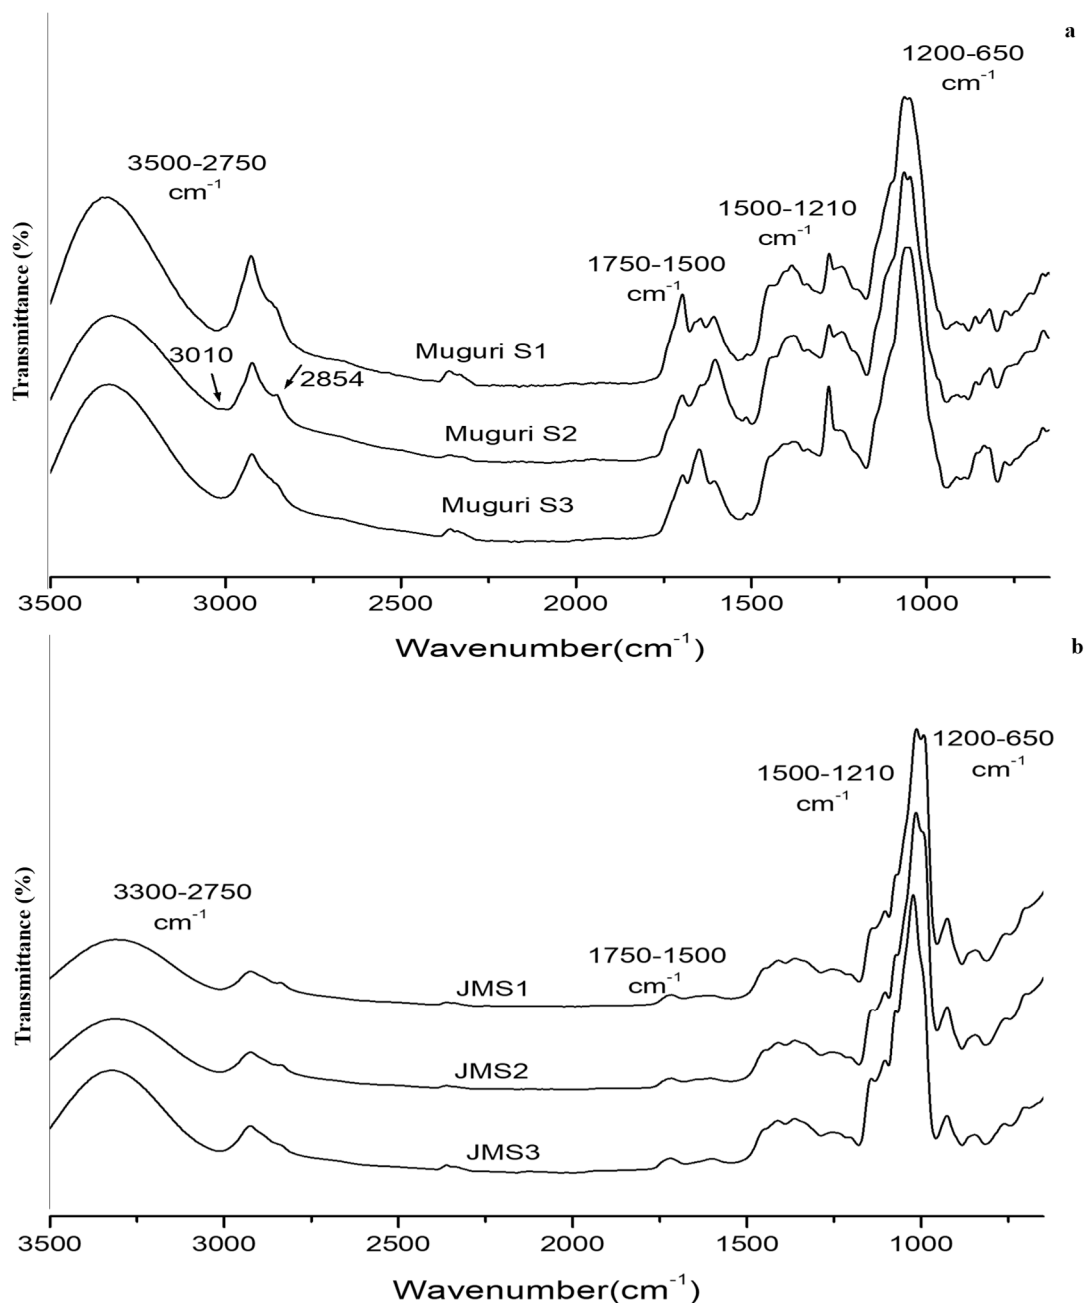 a
1200-650
cm⁻¹
3500-2750
cm⁻¹
1500-1210
cm⁻¹
1750-1500
cm⁻¹
Transmittance (%)
Muguri S1
3010
2854
Muguri S2
Muguri S3
3500 3000 2500 2000 1500 1000
Wavenumber(cm⁻¹)
b
1200-650
cm⁻¹
1500-1210
cm⁻¹
3300-2750
cm⁻¹
1750-1500
cm⁻¹
Transmittance (%)
JMS1
JMS2
JMS3
3500 3000 2500 2000 1500 1000
Wavenumber(cm⁻¹)